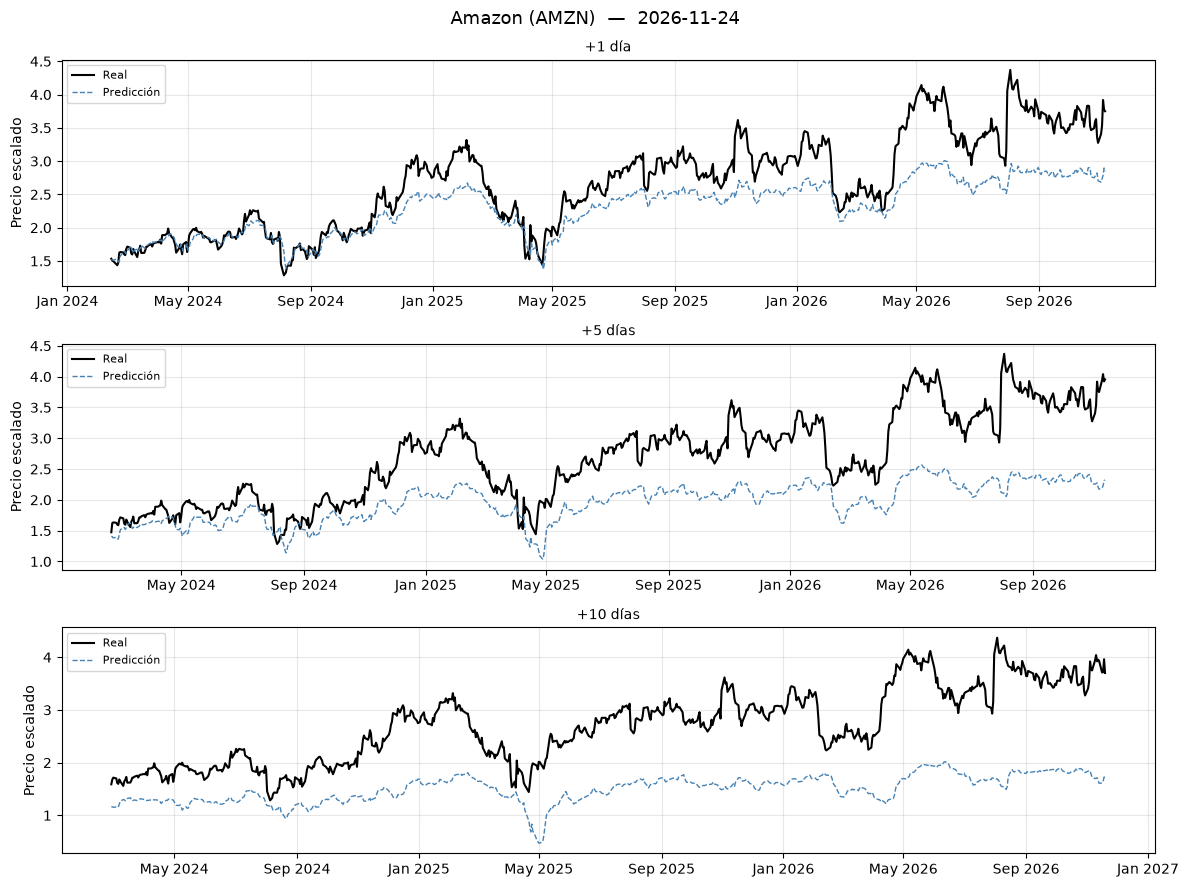 Amazon (AMZN) — 2026-11-24
+1 día
Precio escalado
4.5
4.0
3.5
3.0
2.5
2.0
1.5
Real
Predicción
Jan 2024 May 2024 Sep 2024 Jan 2025 May 2025 Sep 2025 Jan 2026 May 2026 Sep 2026
+5 días
Precio escalado
4.5
4.0
3.5
3.0
2.5
2.0
1.5
1.0
Real
Predicción
May 2024 Sep 2024 Jan 2025 May 2025 Sep 2025 Jan 2026 May 2026 Sep 2026
+10 días
Precio escalado
4
3
2
1
Real
Predicción
May 2024 Sep 2024 Jan 2025 May 2025 Sep 2025 Jan 2026 May 2026 Sep 2026 Jan 2027